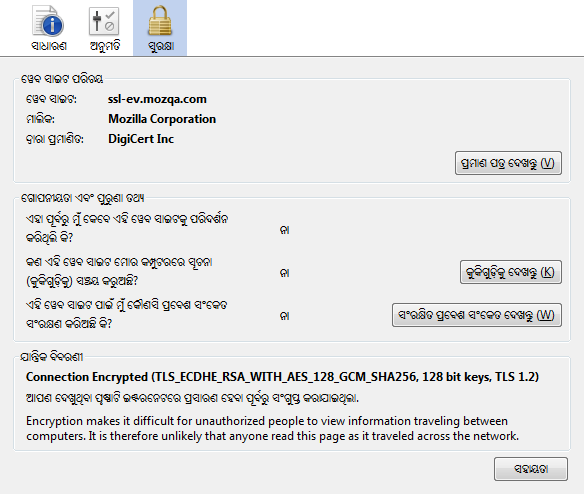 ସାଧାରଣ ଅନୁମତି ସୁରକ୍ଷା
ୱେବ ସାଇଟ ପରିଚୟ
ୱେବ ସାଇଟ: ssl-ev.mozqa.com
ମାଲିକ: Mozilla Corporation
ଦ୍ୱାରା ପ୍ରମାଣିତ: DigiCert Inc
ପ୍ରମାଣ ପତ୍ର ଦେଖନ୍ତୁ (V)
ଗୋପନୀୟତା ଏବଂ ପୁରୁଣା ତଥ୍ୟ
ଏହା ପୂର୍ବରୁ ମୁଁ କେବେ ଏହି ୱେବ ସାଇଟକୁ ପରିଦର୍ଶନ
କରିଥିଲି କି? ନା
କଣ ଏହି ୱେବ ସାଇଟ ମୋର କମ୍ପୁଟରରେ ସୂଚନା
(କୁକିଗୁଡ଼ିକୁ) ସଞ୍ଚୟ କରୁଅଛି? ନା କୁକିଗୁଡ଼ିକୁ ଦେଖନ୍ତୁ (K)
ଏହି ୱେବ ସାଇଟ ପାଇଁ ମୁଁ କୌଣସି ପ୍ରବେଶ ସଂକେତ
ସଂରକ୍ଷଣ କରିଅଛି କି? ନା ସଂରକ୍ଷିତ ପ୍ରବେଶ ସଂକେତ ଦେଖନ୍ତୁ (W)
ଯାନ୍ତ୍ରିକ ବିବରଣୀ
Connection Encrypted (TLS_ECDHE_RSA_WITH_AES_128_GCM_SHA256, 128 bit keys, TLS 1.2)
ଆପଣ ଦେଖୁଥିବା ପୃଷ୍ଠାଟି ଇଣ୍ଟରନେଟରେ ପ୍ରସାରଣ ହେବା ପୂର୍ବରୁ ସଂଗୁପ୍ତ କରାଯାଇଥିଲା.
Encryption makes it difficult for unauthorized people to view information traveling between
computers. It is therefore unlikely that anyone read this page as it traveled across the network.
ସହାୟତା